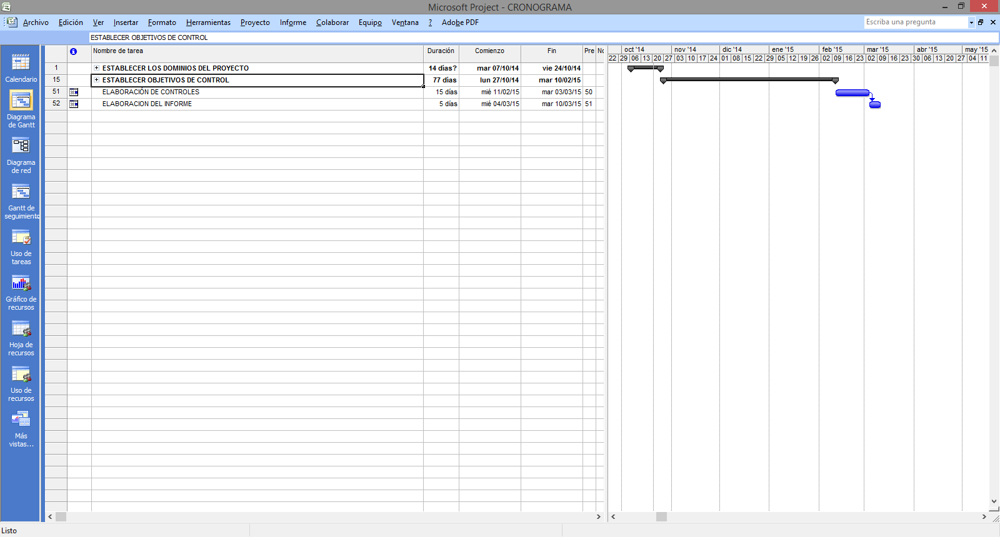 Microsoft Project - CRONOGRAMA
Archivo Edición Ver Insertar Formato Herramientas Proyecto Informe Colaborar Equipo Ventana ? Adobe PDF Escriba una pregunta
ESTABLECER OBJETIVOS DE CONTROL
Calendario
Diagrama
de Gantt
Diagrama
de red
Gantt de
seguimiento
Uso de
tareas
Gráfico de
recursos
Hoja de
recursos
Uso de
recursos
Más
vistas...
Nombre de tarea Duración Comienzo Fin Pre No
1 ESTABLECER LOS DOMINIOS DEL PROYECTO 14 días? mar 07/10/14 vie 24/10/14
15 ESTABLECER OBJETIVOS DE CONTROL 77 días lun 27/10/14 mar 10/02/15
51 ELABORACIÓN DE CONTROLES 15 días mié 11/02/15 mar 03/03/15 50
52 ELABORACION DEL INFORME 5 días mié 04/03/15 mar 10/03/15 51
oct '14 nov '14 dic '14 ene '15 feb '15 mar '15 abr '15 may '15
22 29 06 13 20 27 03 10 17 24 01 08 15 22 29 05 12 19 26 02 09 16 23 02 09 16 23 30 06 13 20 27 04 11
Listo